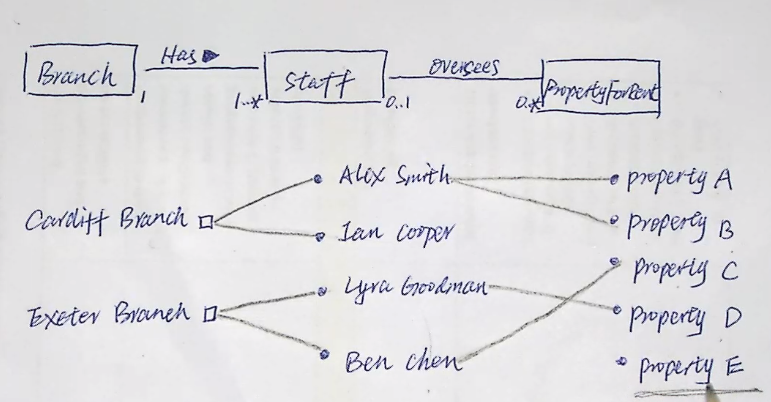 Branch Has ▶ Staff oversees PropertyForRent
1 1..* 0..1 0..*
Alex Smith property A
Cardiff Branch Ian Cooper property B
property C
Exeter Branch Lyra Goodman property D
Ben Chen property E